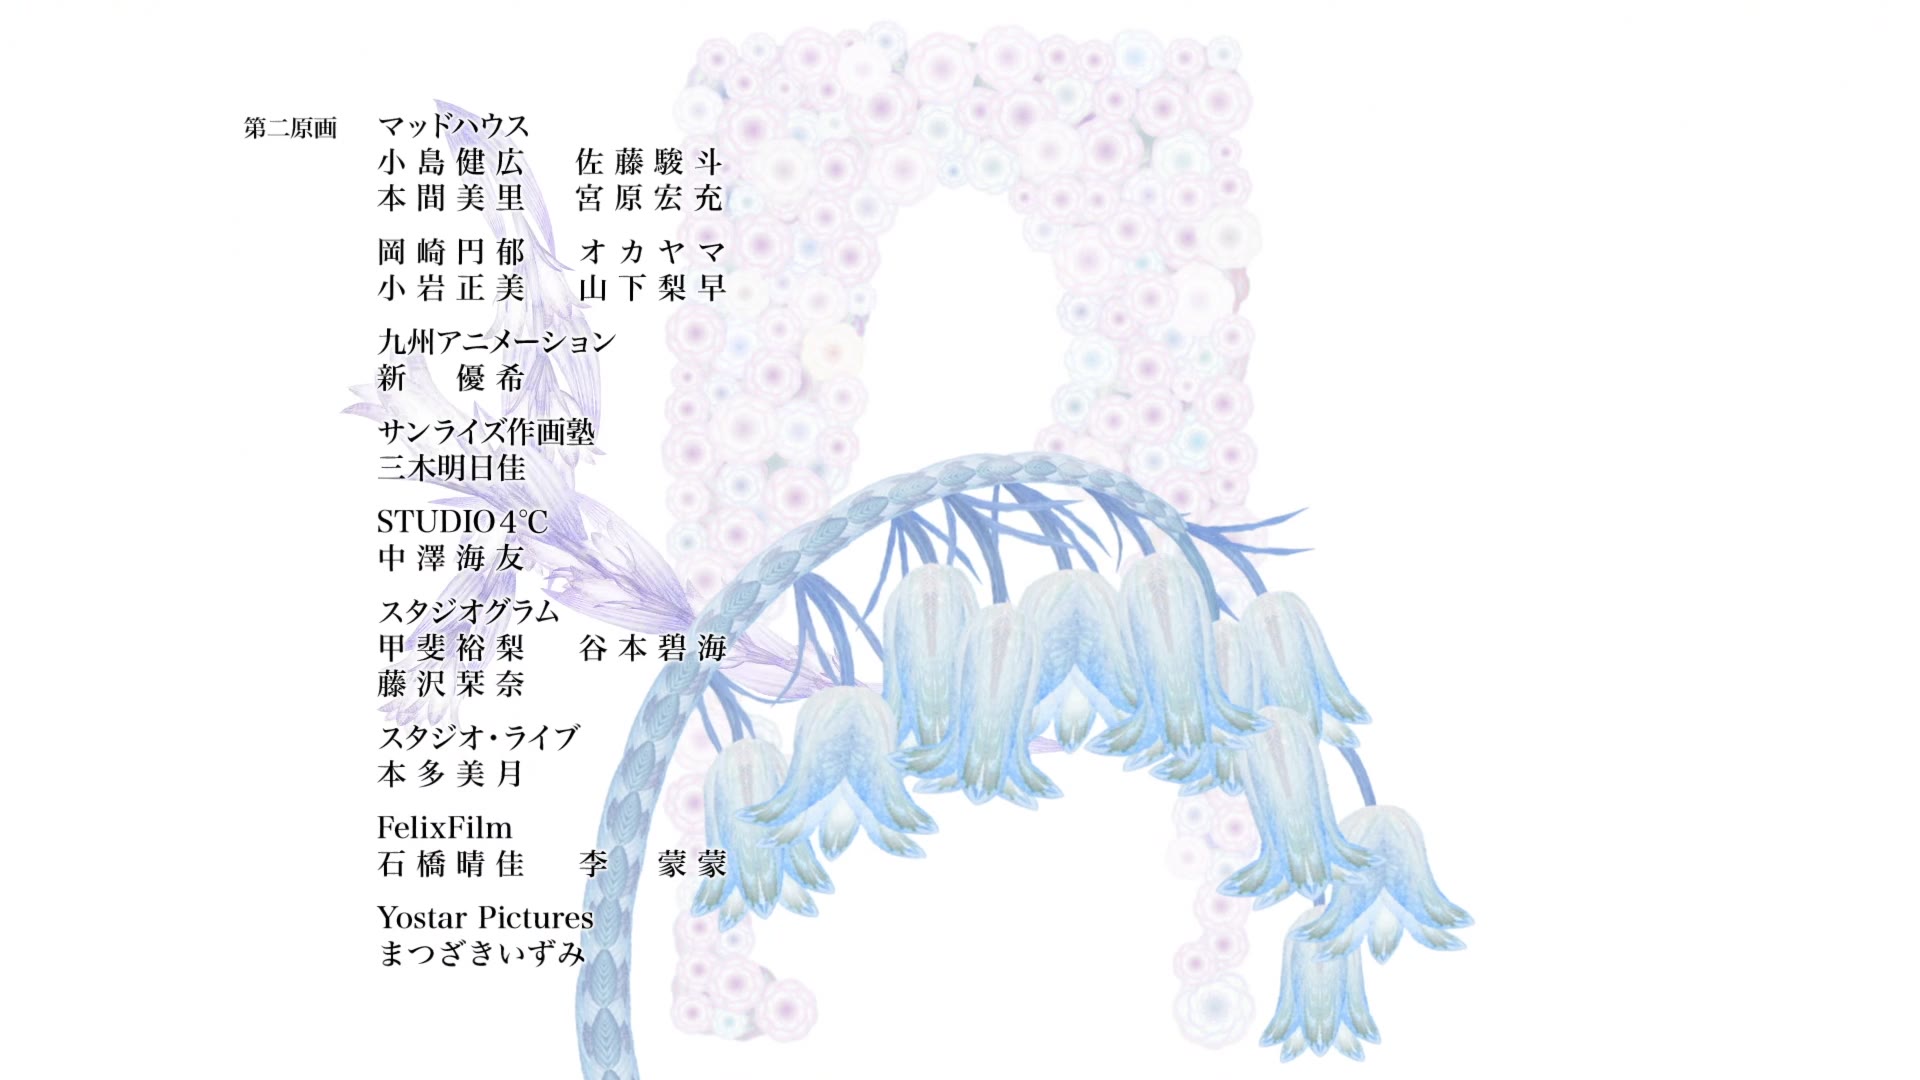 第二原画 マッドハウス
小島健広 佐藤駿斗
本間美里 宮原宏充
岡崎円郁 オカヤマ
小岩正美 山下梨早
九州アニメーション
新 優希
サンライズ作画塾
三木明日佳
STUDIO4℃
中澤海友
スタジオグラム
甲斐裕梨 谷本碧海
藤沢栞奈
スタジオ・ライブ
本多美月
FelixFilm
石橋晴佳 李 蒙蒙
Yostar Pictures
まつざきいずみ